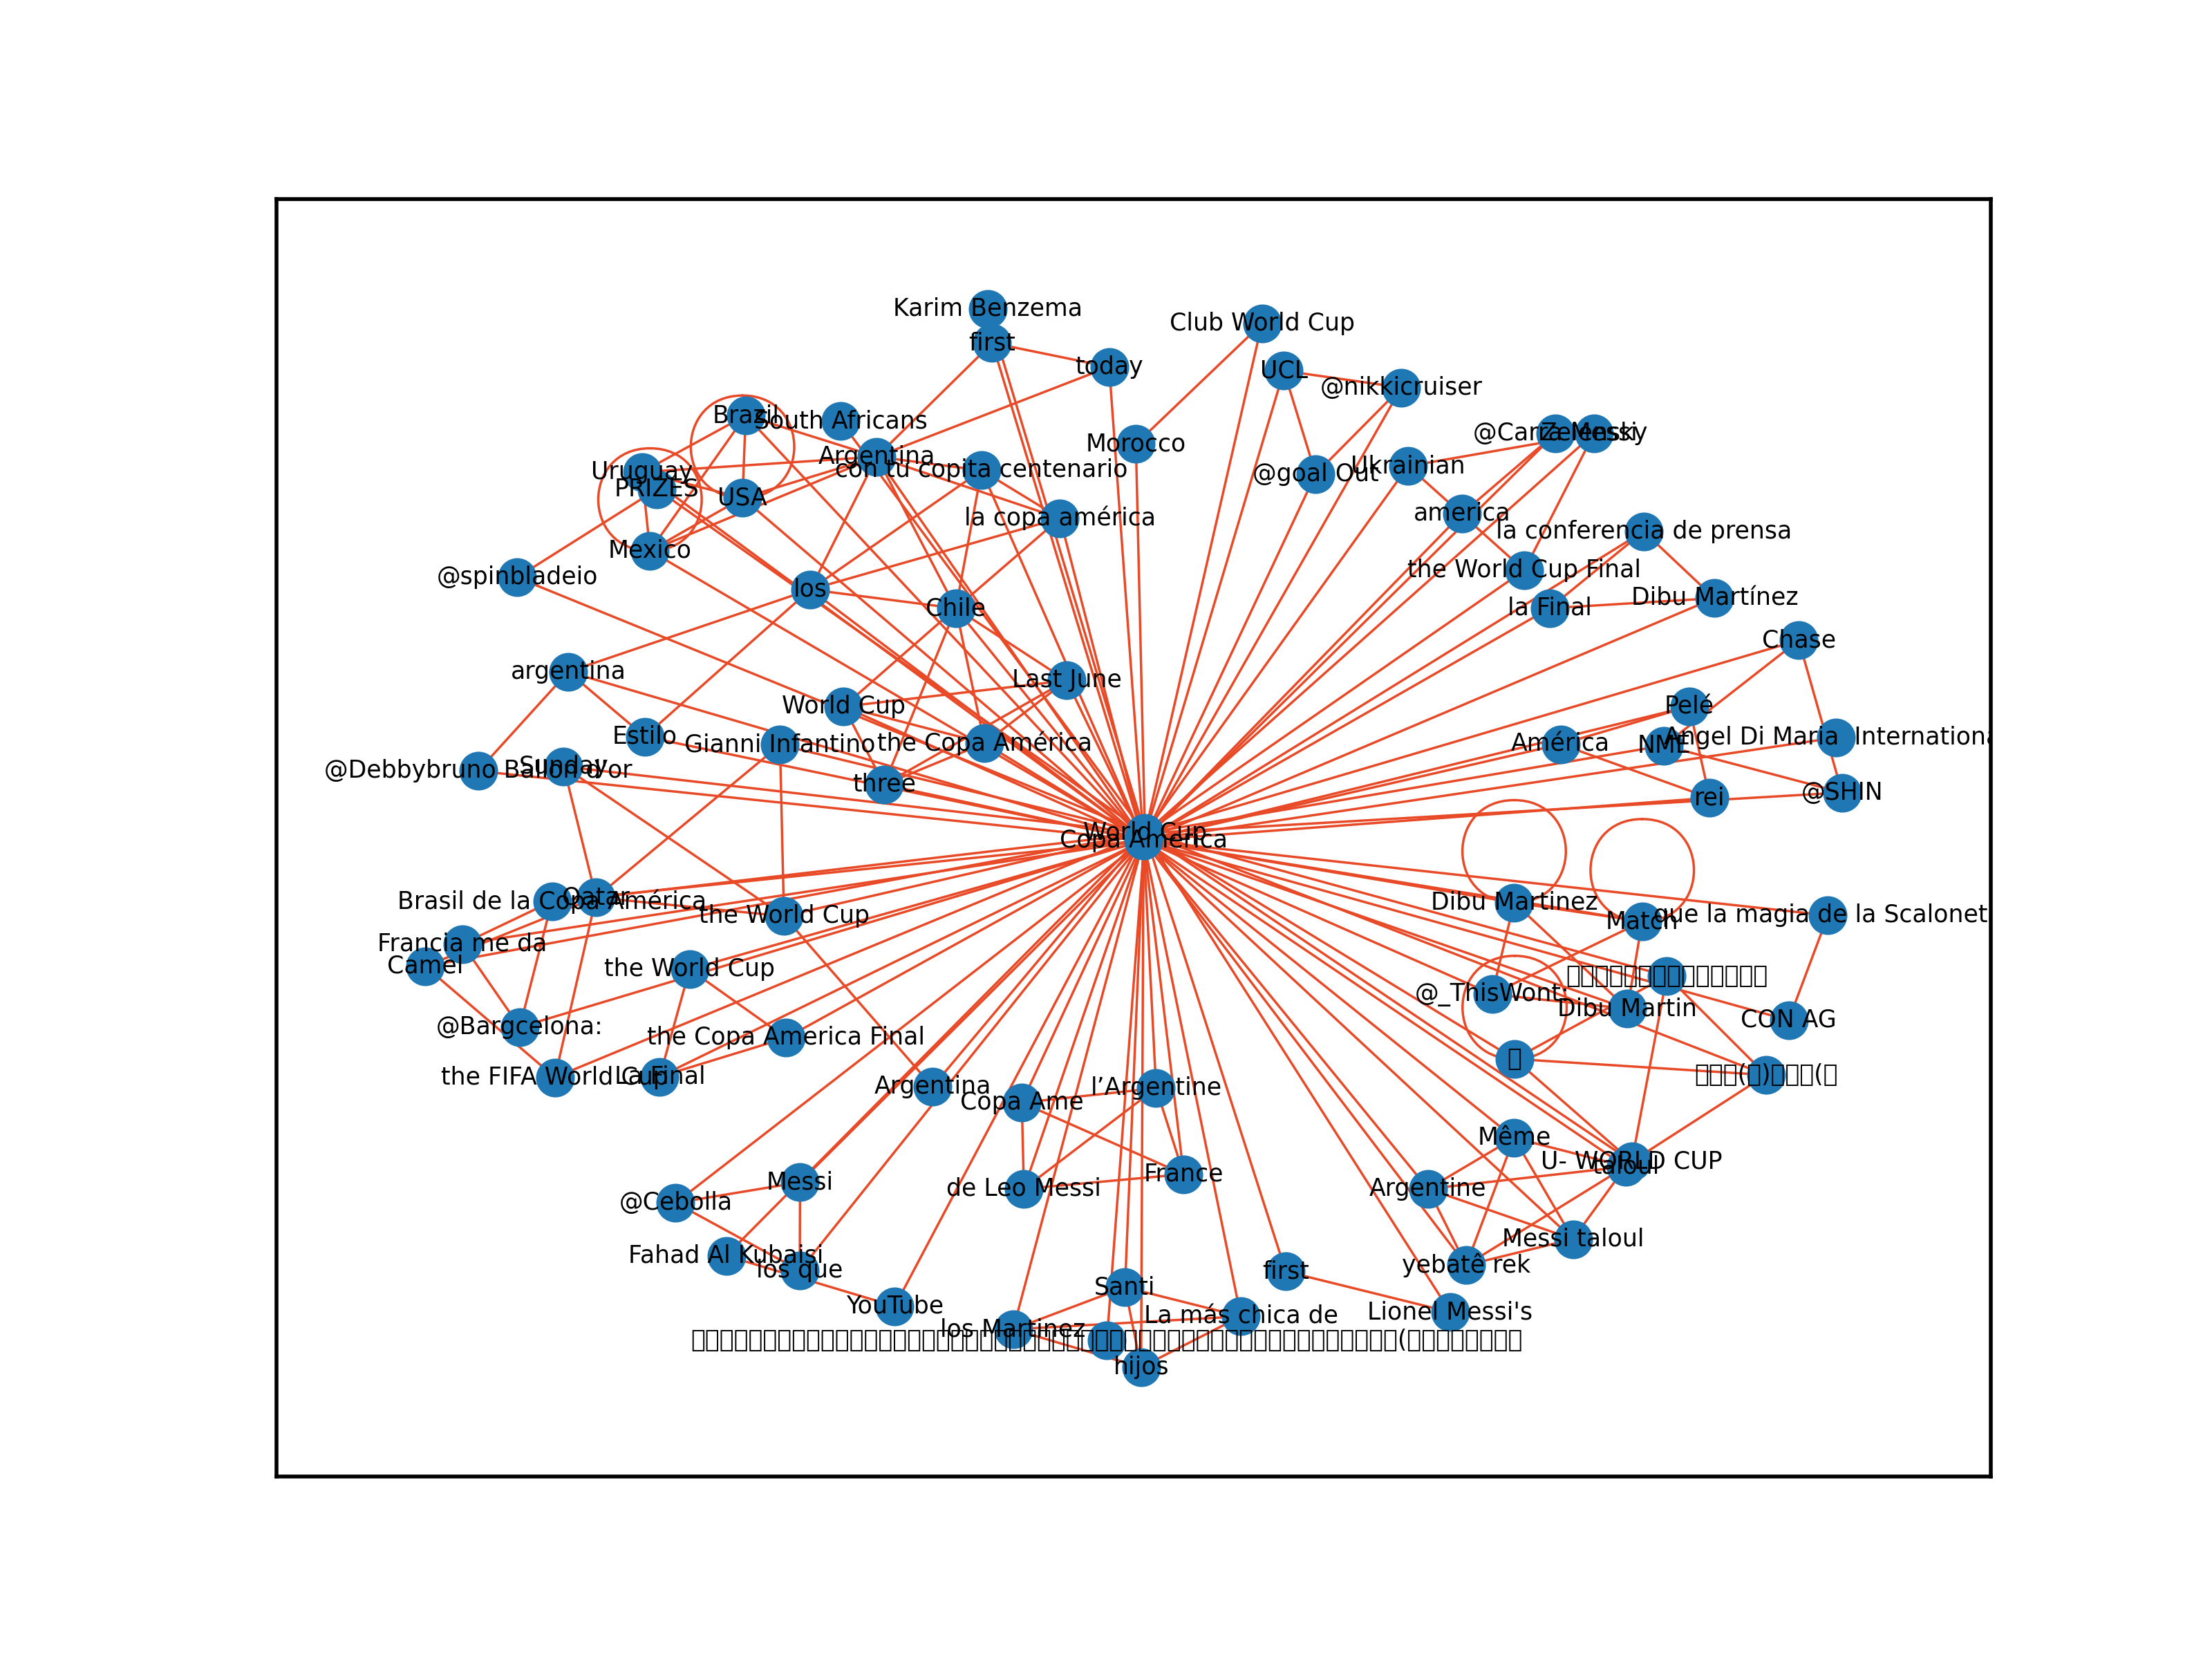 Karim Benzema
Club World Cup
first
today
UCL
@nikkicruiser
Brazil
South Africans
Argentina
Morocco
Zelensky
Uruguay
con tu copita centenario
@goal Out
Ukrainian
PRIZES
USA
la copa américa
america
la conferencia de prensa
Mexico
@spinbladeio
the World Cup Final
los
Chile
la Final
Dibu Martínez
Chase
argentina
Last June
World Cup
Pelé
Estilo
Gianni Infantino
the Copa América
América
NME
Angel Di Maria International
@Debbybruno Ballon d'or
Sunday
three
rei
@SHIN
World Cup
Copa America
Brasil de la Copa América
Qatar
the World Cup
Dibu Martinez
Match
que la magia de la Scalonet
Francia me da
Camel
the World Cup
@_ThisWont:
Dibu Martin
CON AG
@Bargcelona:
the Copa America Final
the FIFA World Cup
La Final
Argentina
Copa Ame
l’Argentine
Même
U- WORLD CUP
taloul
@Cebolla
Messi
de Leo Messi
France
Argentine
Fahad Al Kubaisi
los que
Messi taloul
yebatê rek
Santi
first
YouTube
los Martinez
La más chica de
Lionel Messi's
hijos